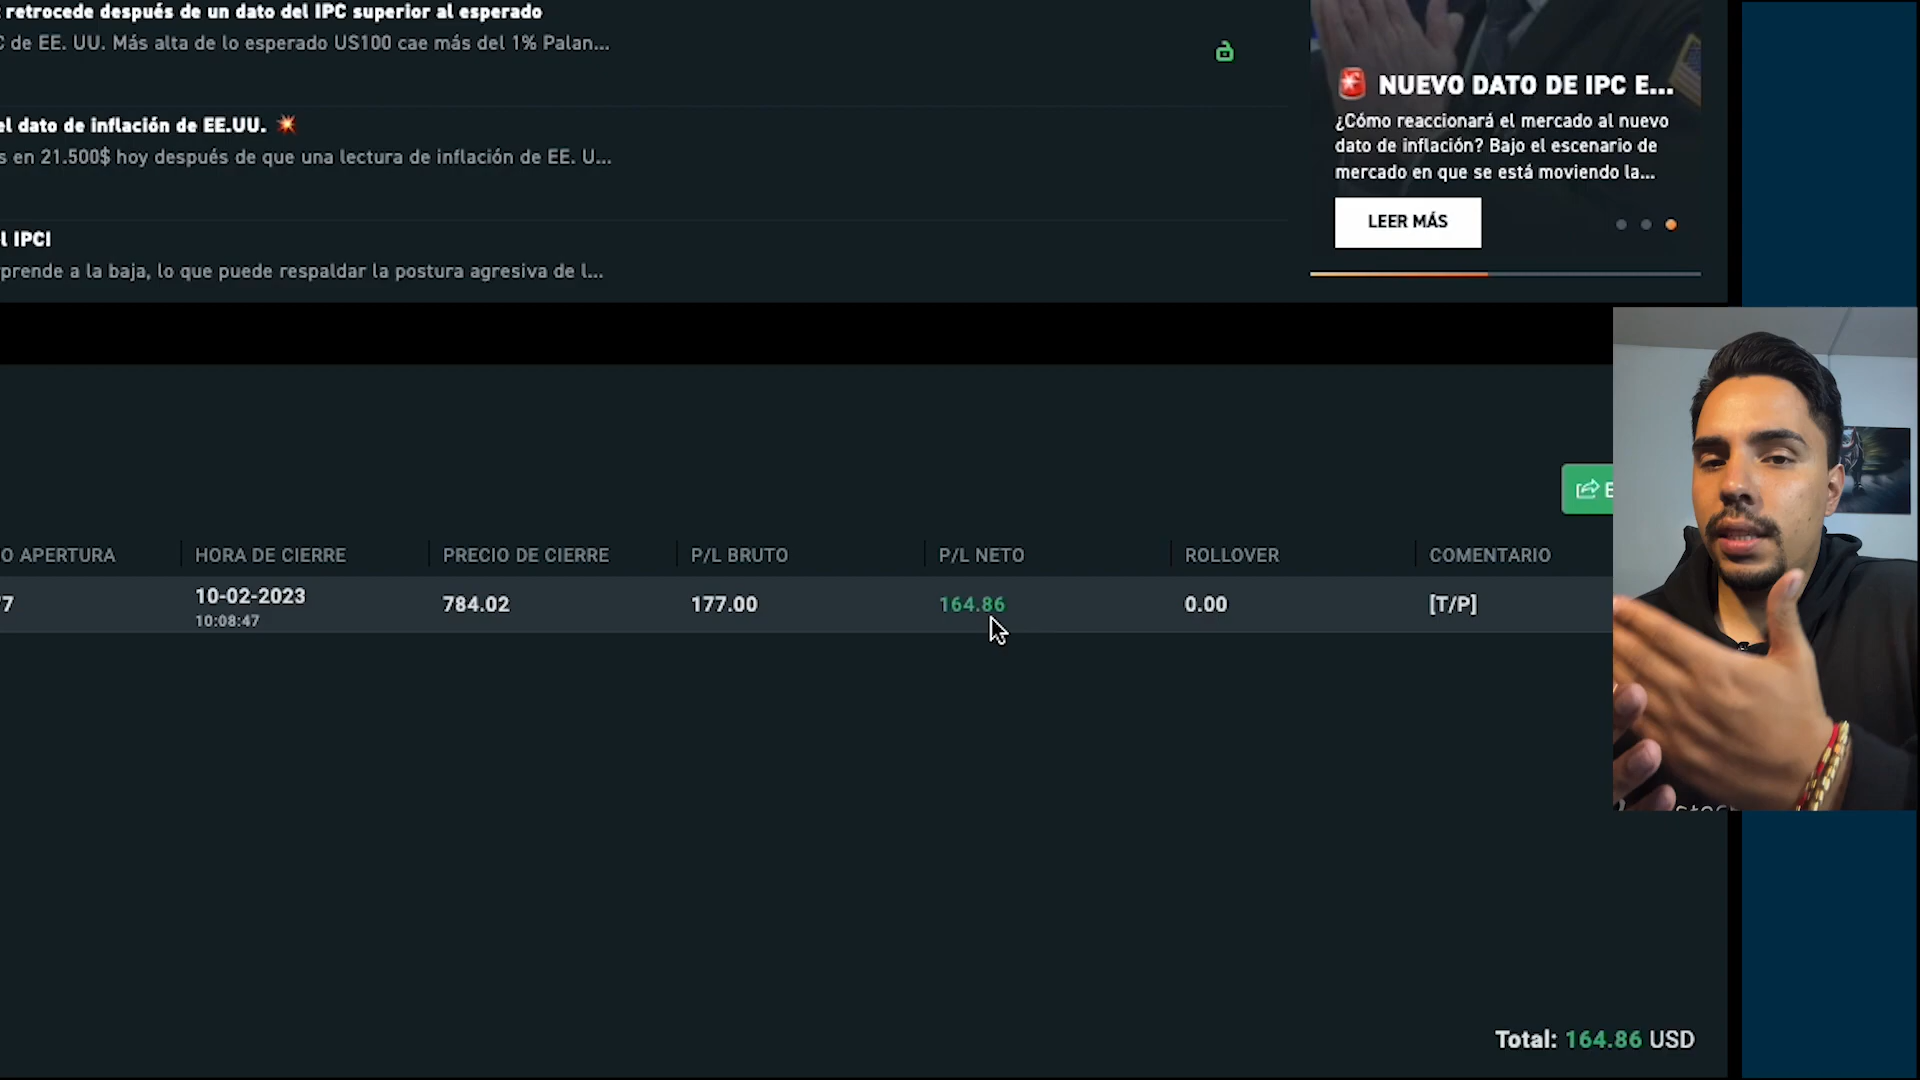 retrocede después de un dato del IPC superior al esperado
de EE. UU. Más alta de lo esperado US100 cae más del 1% Palan...
el dato de inflación de EE.UU. 💥
s en 21.500$ hoy después de que una lectura de inflación de EE. U...
l IPC!
prende a la baja, lo que puede respaldar la postura agresiva de l...
🚨 NUEVO DATO DE IPC E...
¿Cómo reaccionará el mercado al nuevo
dato de inflación? Bajo el escenario de
mercado en que se está moviendo la...
LEER MÁS
O APERTURA HORA DE CIERRE PRECIO DE CIERRE P/L BRUTO P/L NETO ROLLOVER COMENTARIO
7 10-02-2023 784.02 177.00 164.86 0.00 [T/P]
10:08:47
Total: 164.86 USD